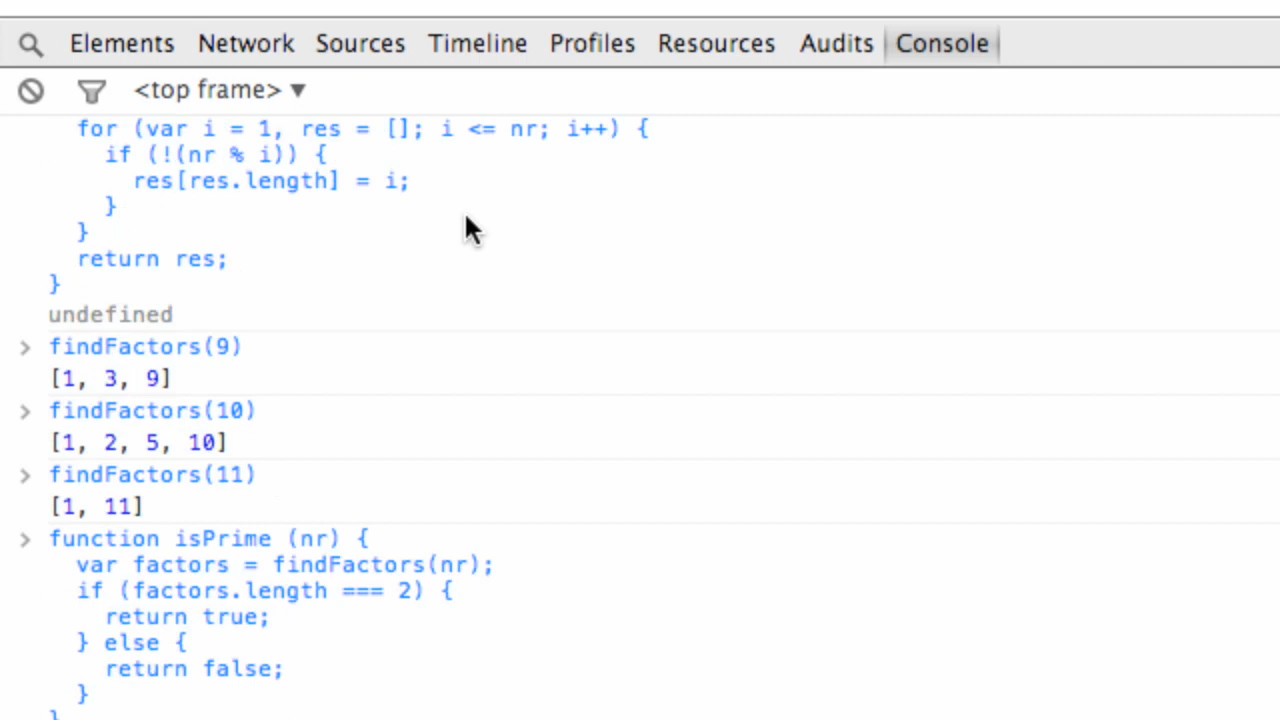 Elements Network Sources Timeline Profiles Resources Audits Console
<top frame> ▼
for (var i = 1, res = []; i <= nr; i++) {
if (!(nr % i)) {
res[res.length] = i;
}
}
return res;
}
undefined
> findFactors(9)
[1, 3, 9]
> findFactors(10)
[1, 2, 5, 10]
> findFactors(11)
[1, 11]
> function isPrime (nr) {
var factors = findFactors(nr);
if (factors.length === 2) {
return true;
} else {
return false;
}
}